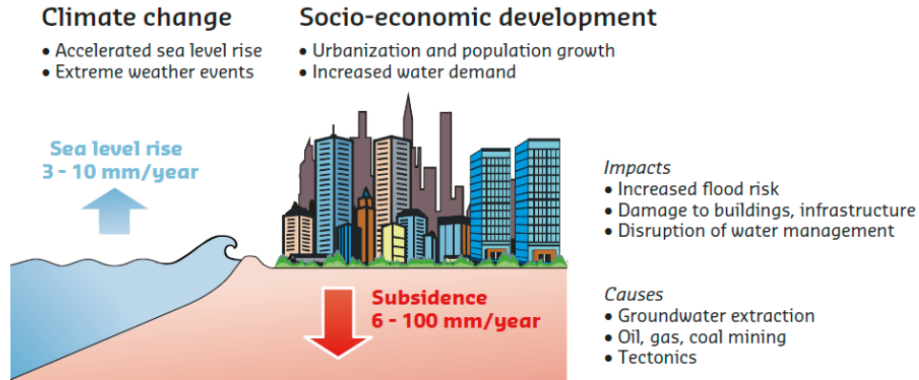 Climate change
• Accelerated sea level rise
• Extreme weather events
Socio-economic development
• Urbanization and population growth
• Increased water demand
Sea level rise
3 - 10 mm/year
Subsidence
6 - 100 mm/year
Impacts
• Increased flood risk
• Damage to buildings, infrastructure
• Disruption of water management
Causes
• Groundwater extraction
• Oil, gas, coal mining
• Tectonics